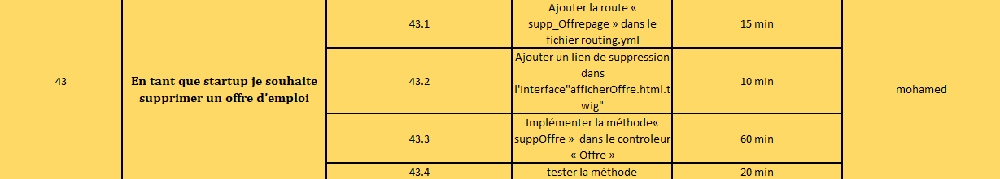 43
En tant que startup je souhaite
supprimer un offre d’emploi
43.1
Ajouter la route «
supp_Offrepage » dans le
fichier routing.yml
15 min
43.2
Ajouter un lien de suppression
dans
l'interface"afficherOffre.html.t
wig"
10 min
43.3
Implémenter la méthode«
suppOffre »  dans le controleur
« Offre »
60 min
43.4
tester la méthode
20 min
mohamed